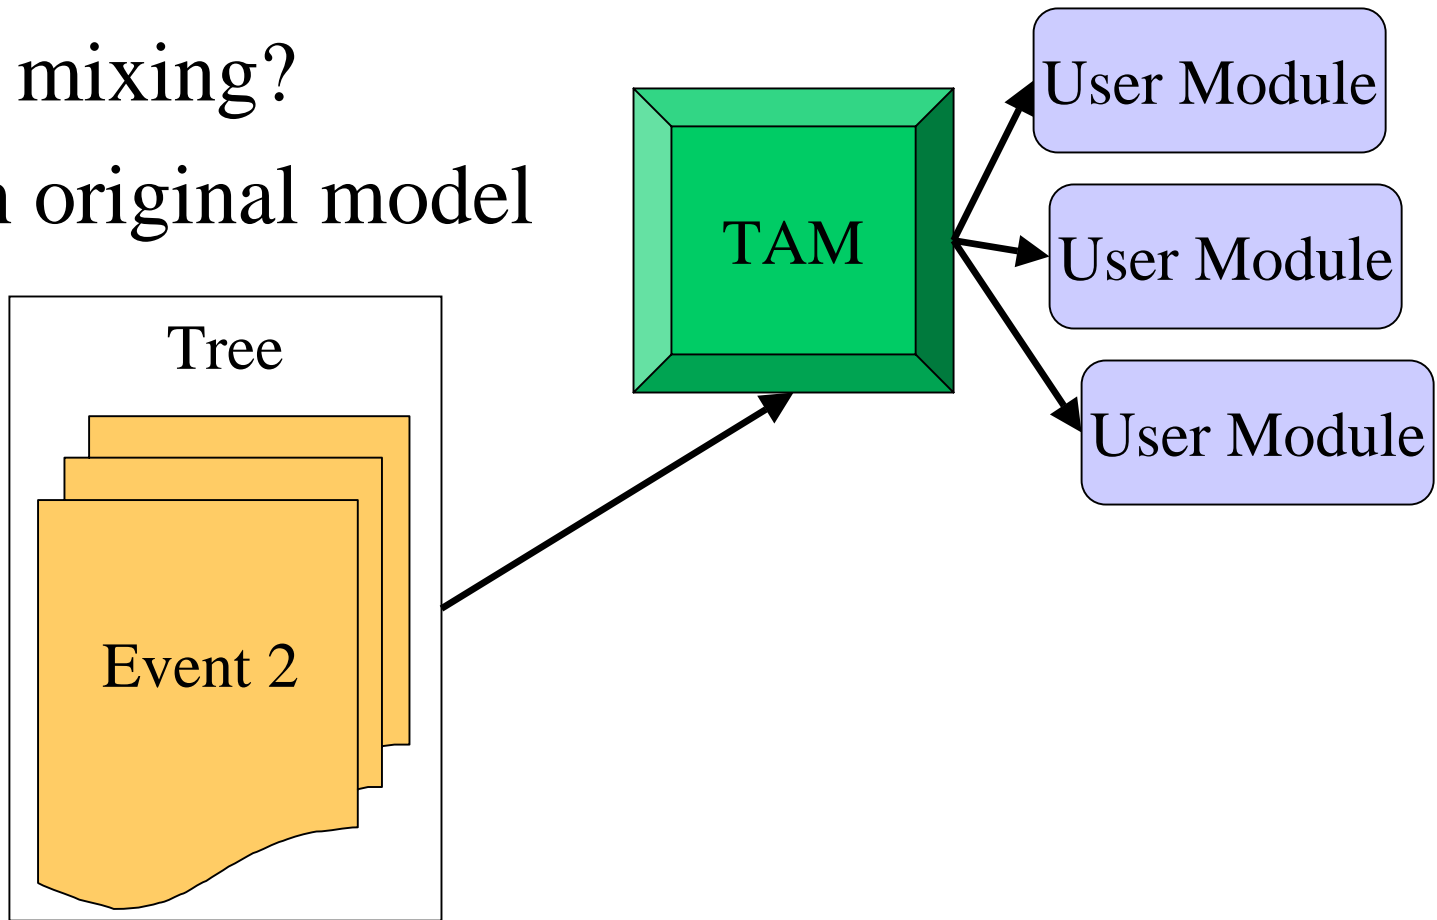 mixing?
original model
User Module
TAM
User Module
Tree
User Module
Event 2